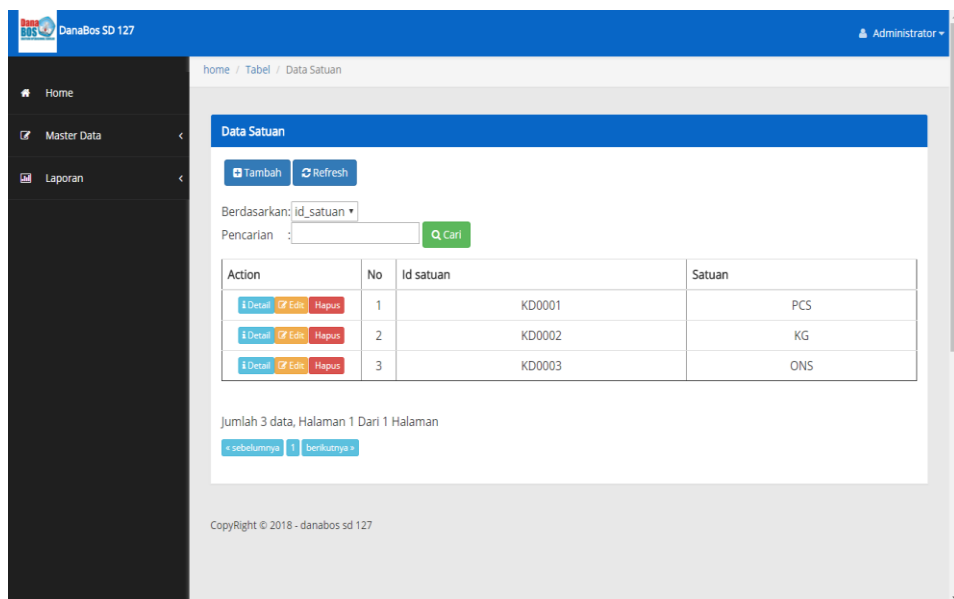 Dana
BOS
DanaBos SD 127
Administrator
home / Tabel / Data Satuan
Home
Master Data
Laporan
Data Satuan
Tambah Refresh
Berdasarkan: id_satuan
Pencarian : Cari
Action No Id satuan Satuan
Detail Edit Hapus 1 KD0001 PCS
Detail Edit Hapus 2 KD0002 KG
Detail Edit Hapus 3 KD0003 ONS
Jumlah 3 data, Halaman 1 Dari 1 Halaman
« sebelumnya 1 berikutnya »
CopyRight © 2018 - danabos sd 127